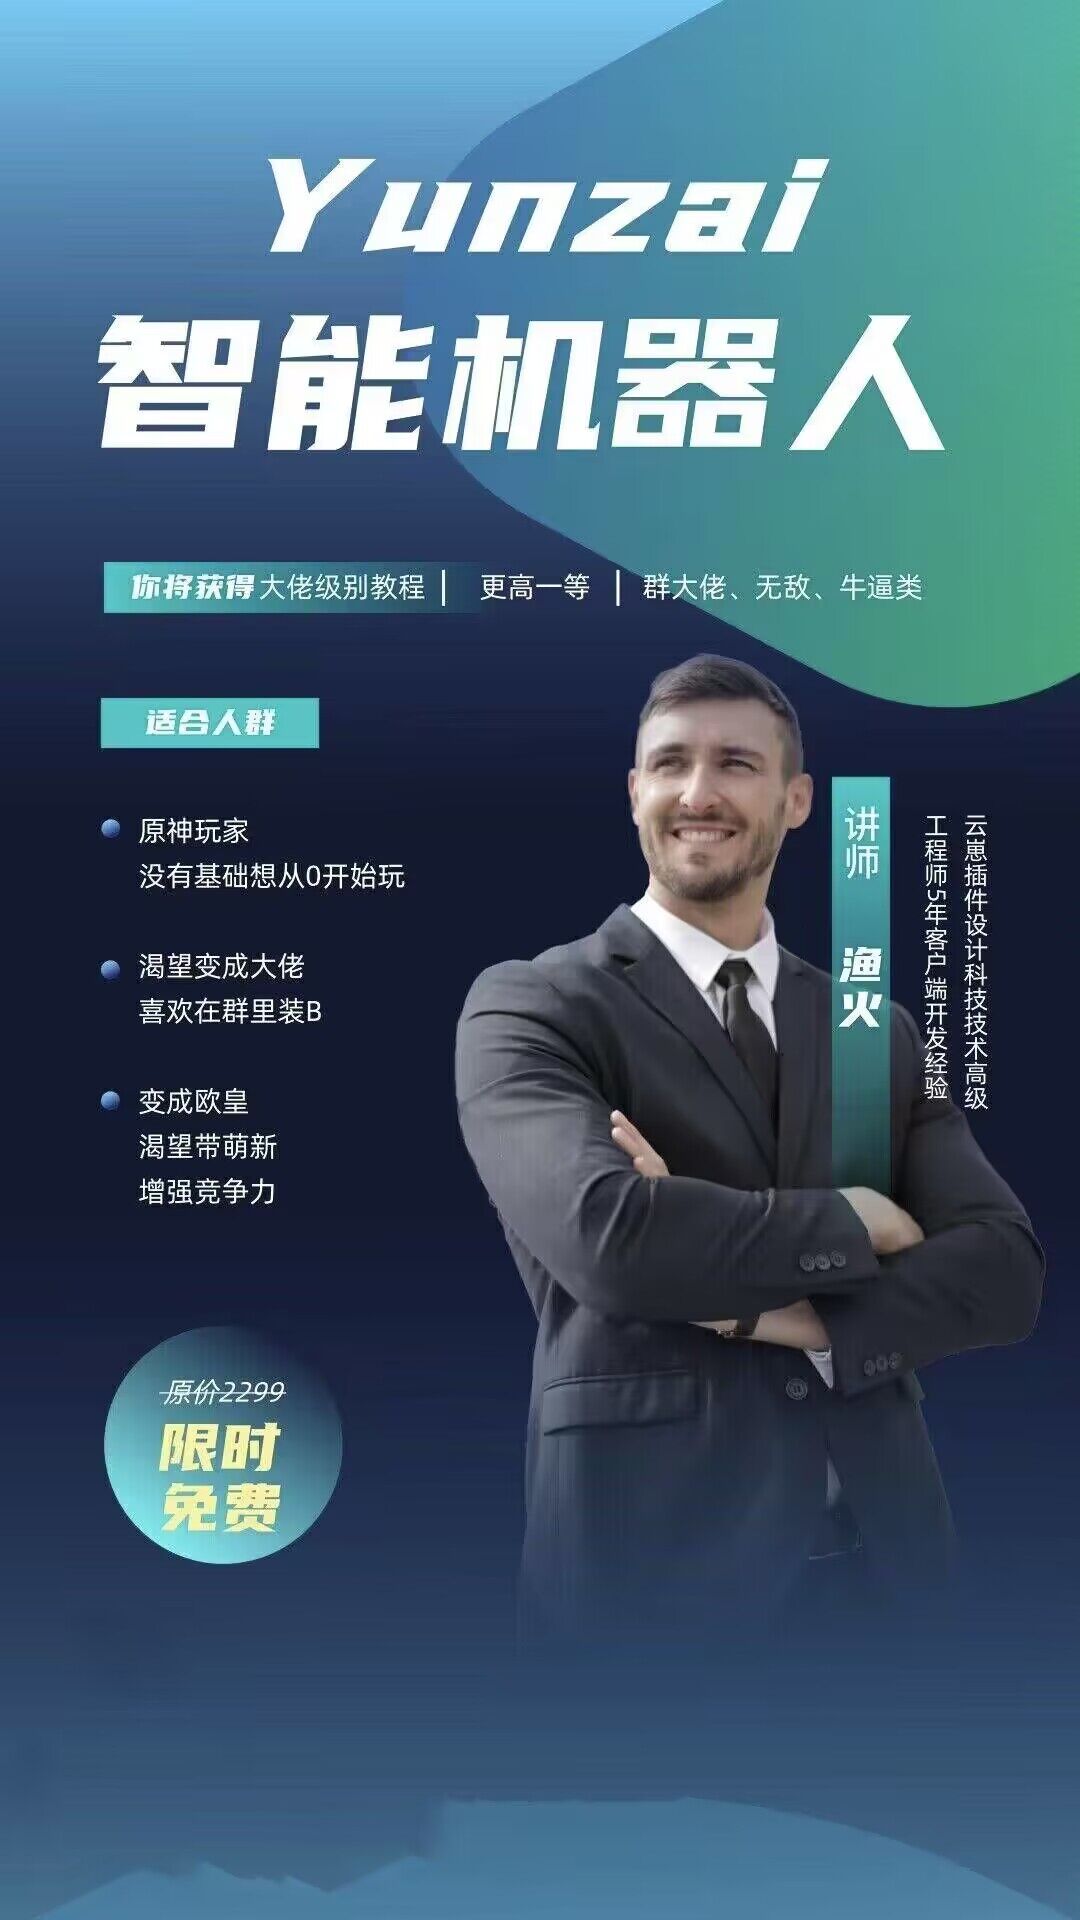 Yunzai
智能机器人
你将获得 大佬级别教程 | 更高一等 | 群大佬、无敌、牛逼类
适合人群
原神玩家
没有基础想从0开始玩
渴望变成大佬
喜欢在群里装B
变成欧皇
渴望带萌新
增强竞争力
讲师 渔火
云崽插件设计科技技术高级
工程师5年客户端开发经验
原价2299
限时
免费